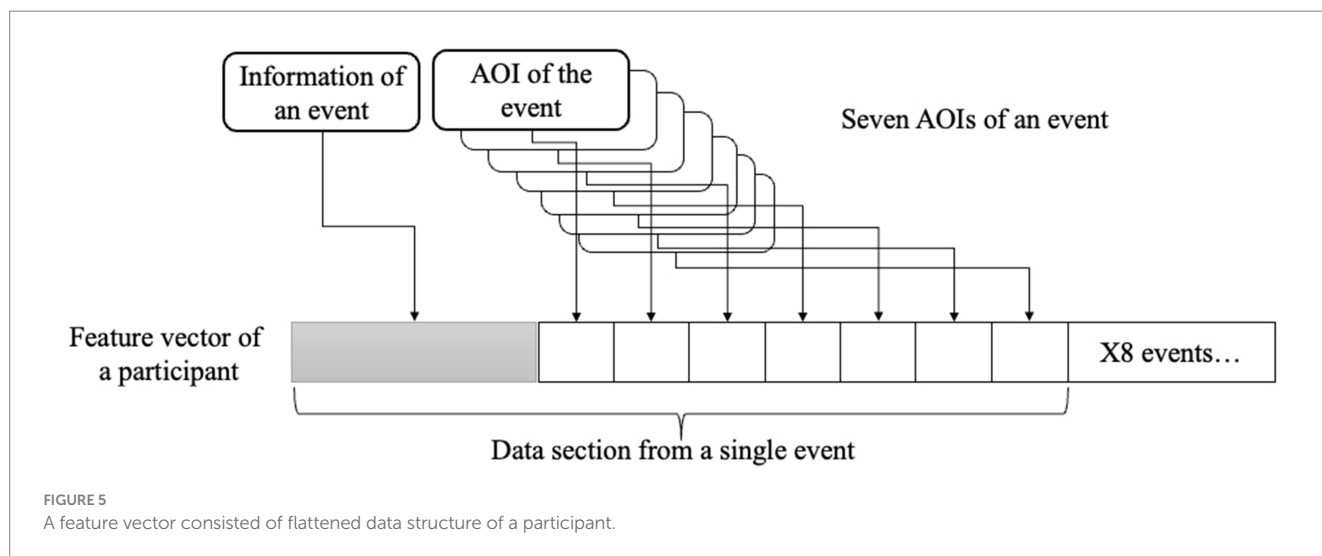 Information of
an event
AOI of the
event
Seven AOIs of an event
Feature vector of
a participant
X8 events…
Data section from a single event
FIGURE 5
A feature vector consisted of flattened data structure of a participant.